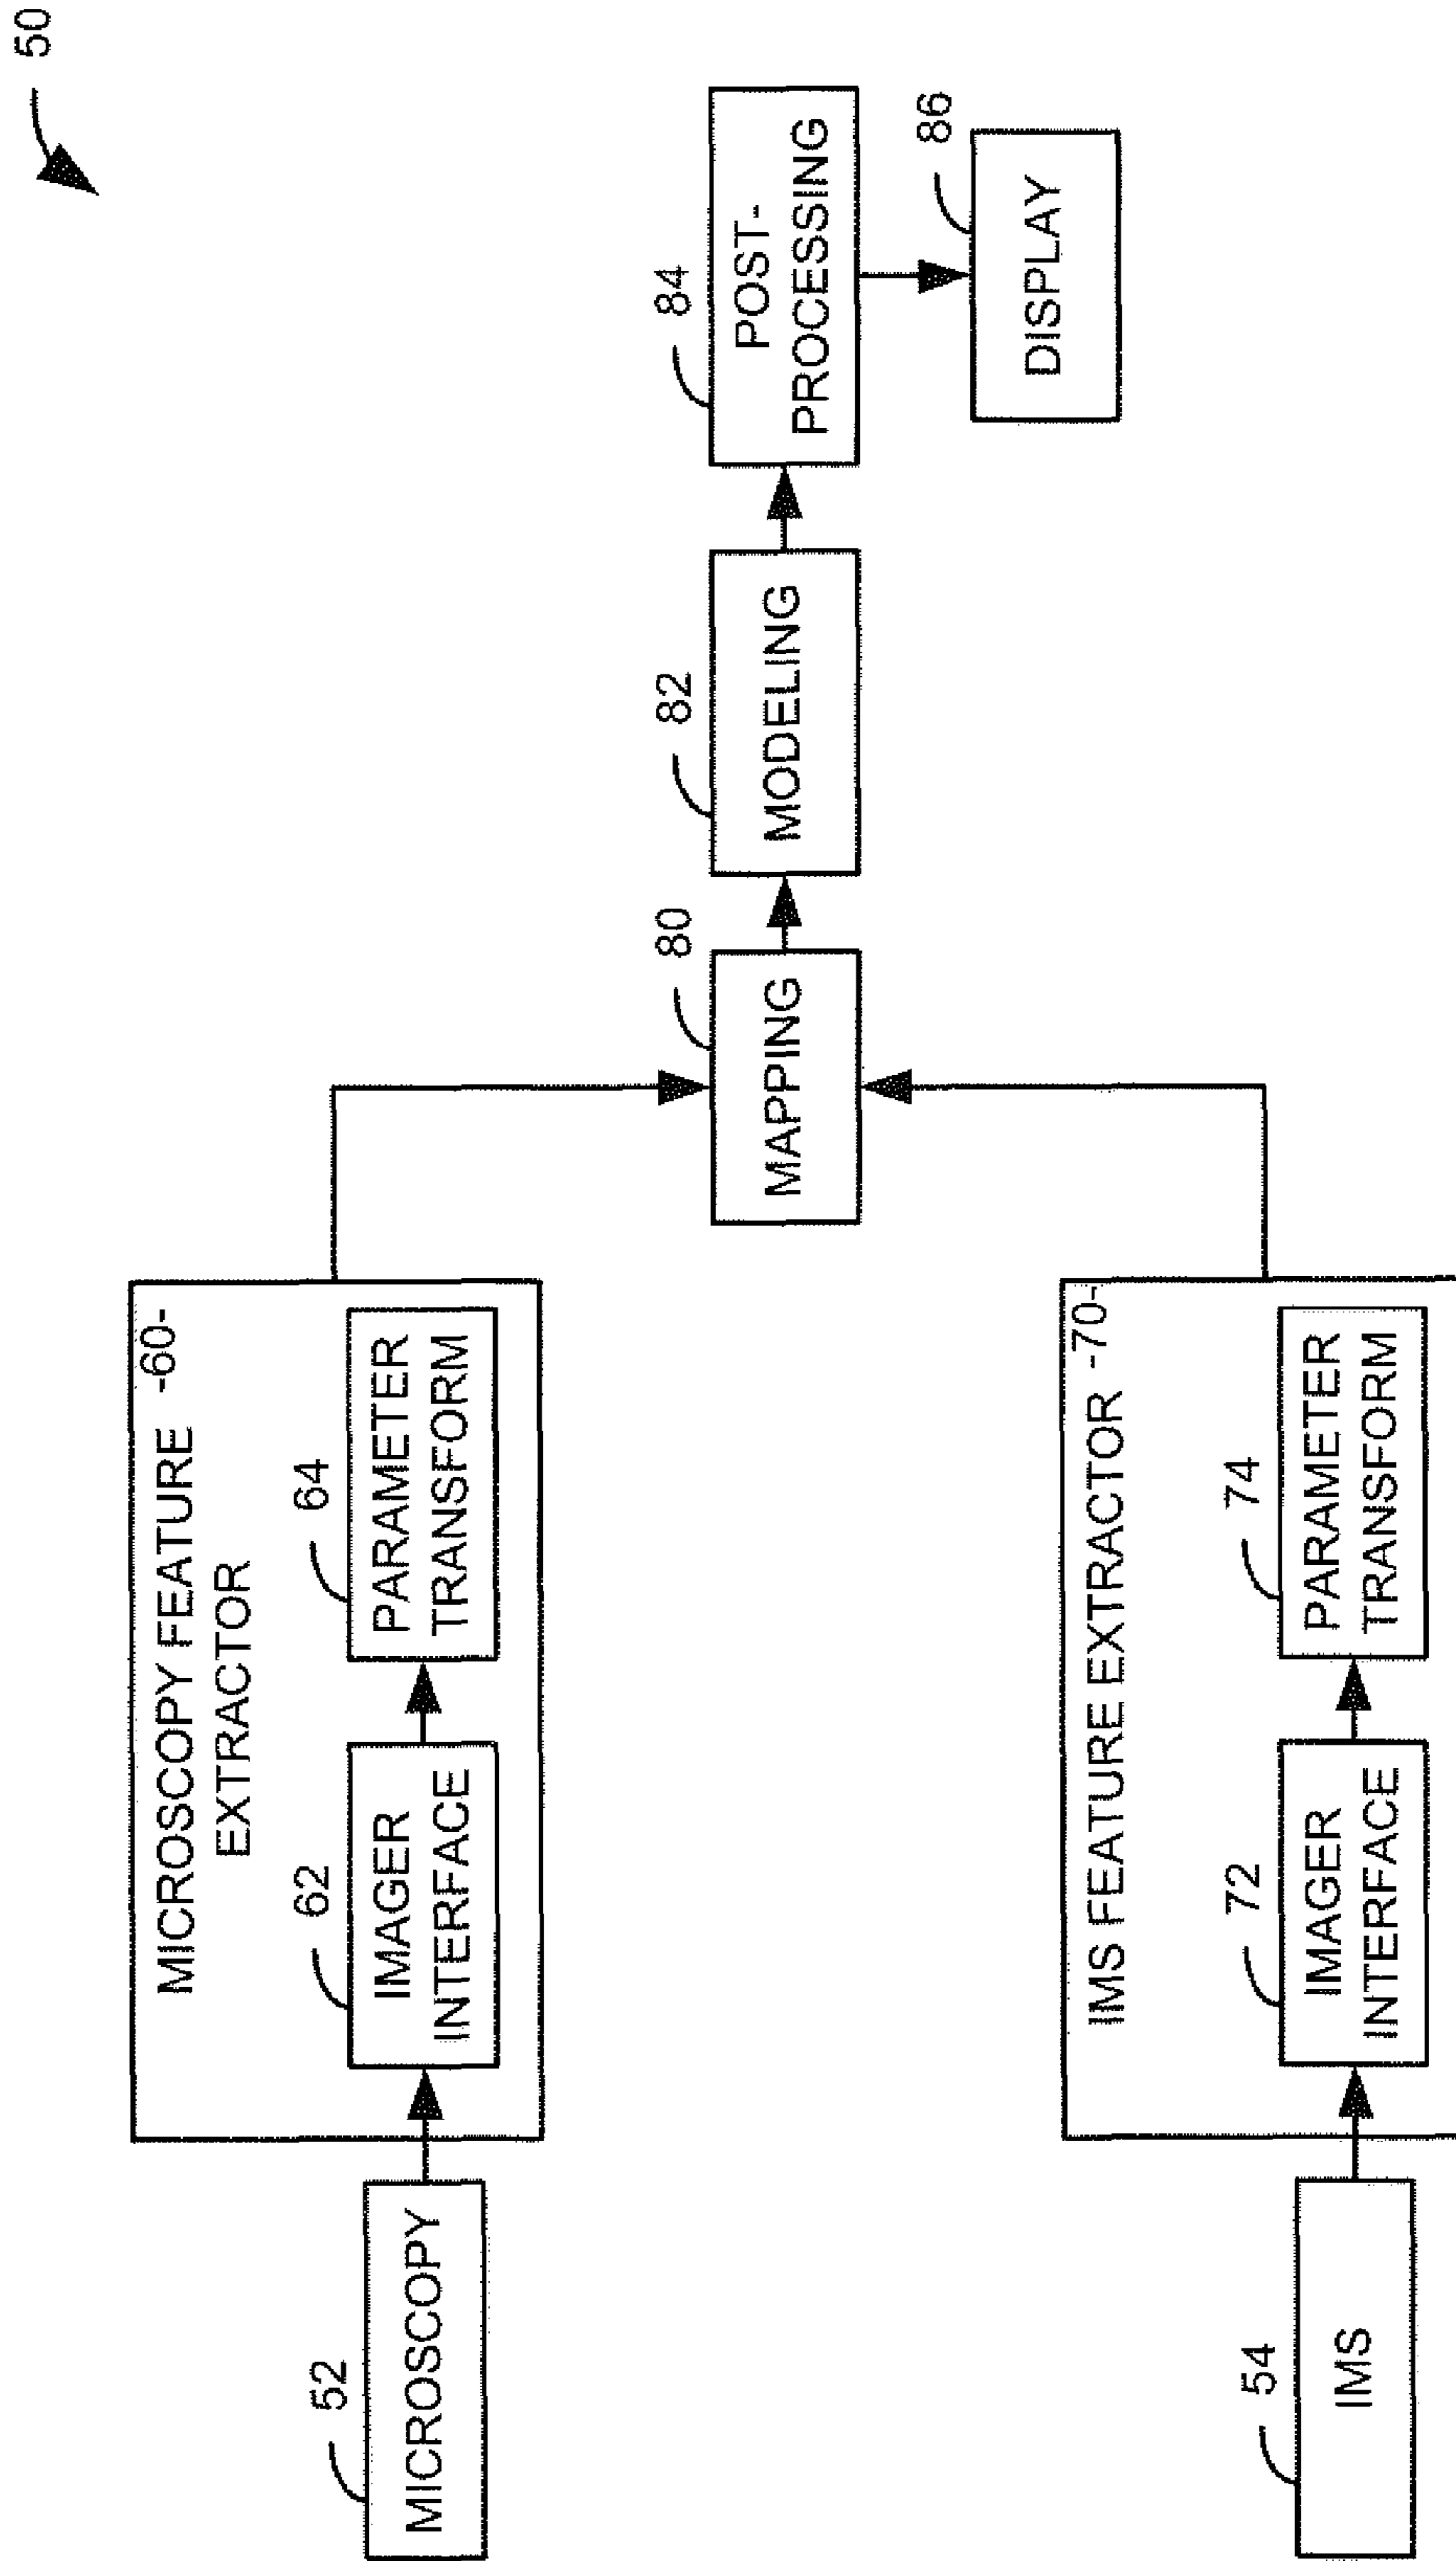 50
52
MICROSCOPY
MICROSCOPY FEATURE -60-
EXTRACTOR
62
IMAGER
INTERFACE
64
PARAMETER
TRANSFORM
54
IMS
IMS FEATURE EXTRACTOR -70-
72
IMAGER
INTERFACE
74
PARAMETER
TRANSFORM
80
MAPPING
82
MODELING
84
POST-
PROCESSING
86
DISPLAY